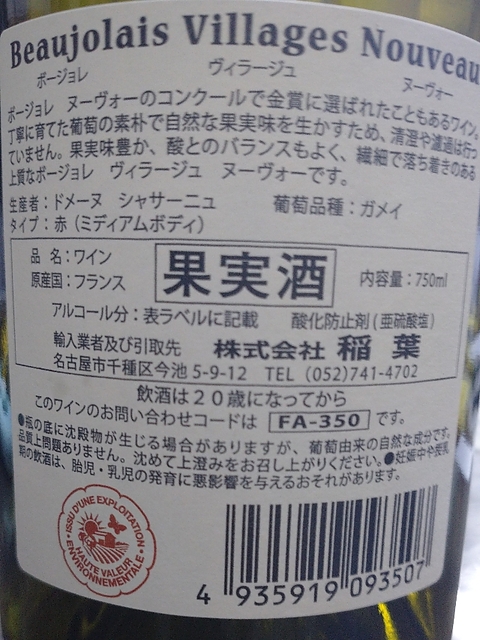 Beaujolais Villages Nouveau
ボージョレ ヴィラージュ ヌーヴォー
ボージョレ ヌーヴォーのコンクールで金賞に選ばれたこともあるワイン。
丁寧に育てた葡萄の素朴で自然な果実味を生かすため、清澄や濾過は行っ
ていません。果実味豊か、酸とのバランスもよく、繊細で落ち着きのある
上質なボージョレ ヴィラージュ ヌーヴォーです。
生産者：ドメーヌ シャサーニュ 葡萄品種：ガメイ
タイプ：赤（ミディアムボディ）
品 名：ワイン
原産国：フランス
果実酒
内容量：750ml
アルコール分：表ラベルに記載 酸化防止剤(亜硫酸塩)
輸入業者及び引取先 株式会社 稲葉
名古屋市千種区今池 5-9-12 TEL (052)741-4702
飲酒は２０歳になってから
このワインのお問い合わせコードは FA-350 です。
●瓶の底に沈殿物が生じる場合がありますが、葡萄由来の自然な成分です。
品質上問題ありません。沈めて上澄みをお召し上がりください。●妊娠中や授乳
期の飲酒は、胎児・乳児の発育に悪影響を与えるおそれがあります。
ISSU D'UNE EXPLOITATION
HAUTE VALEUR
ENVIRONNEMENTALE
4 935919 093507